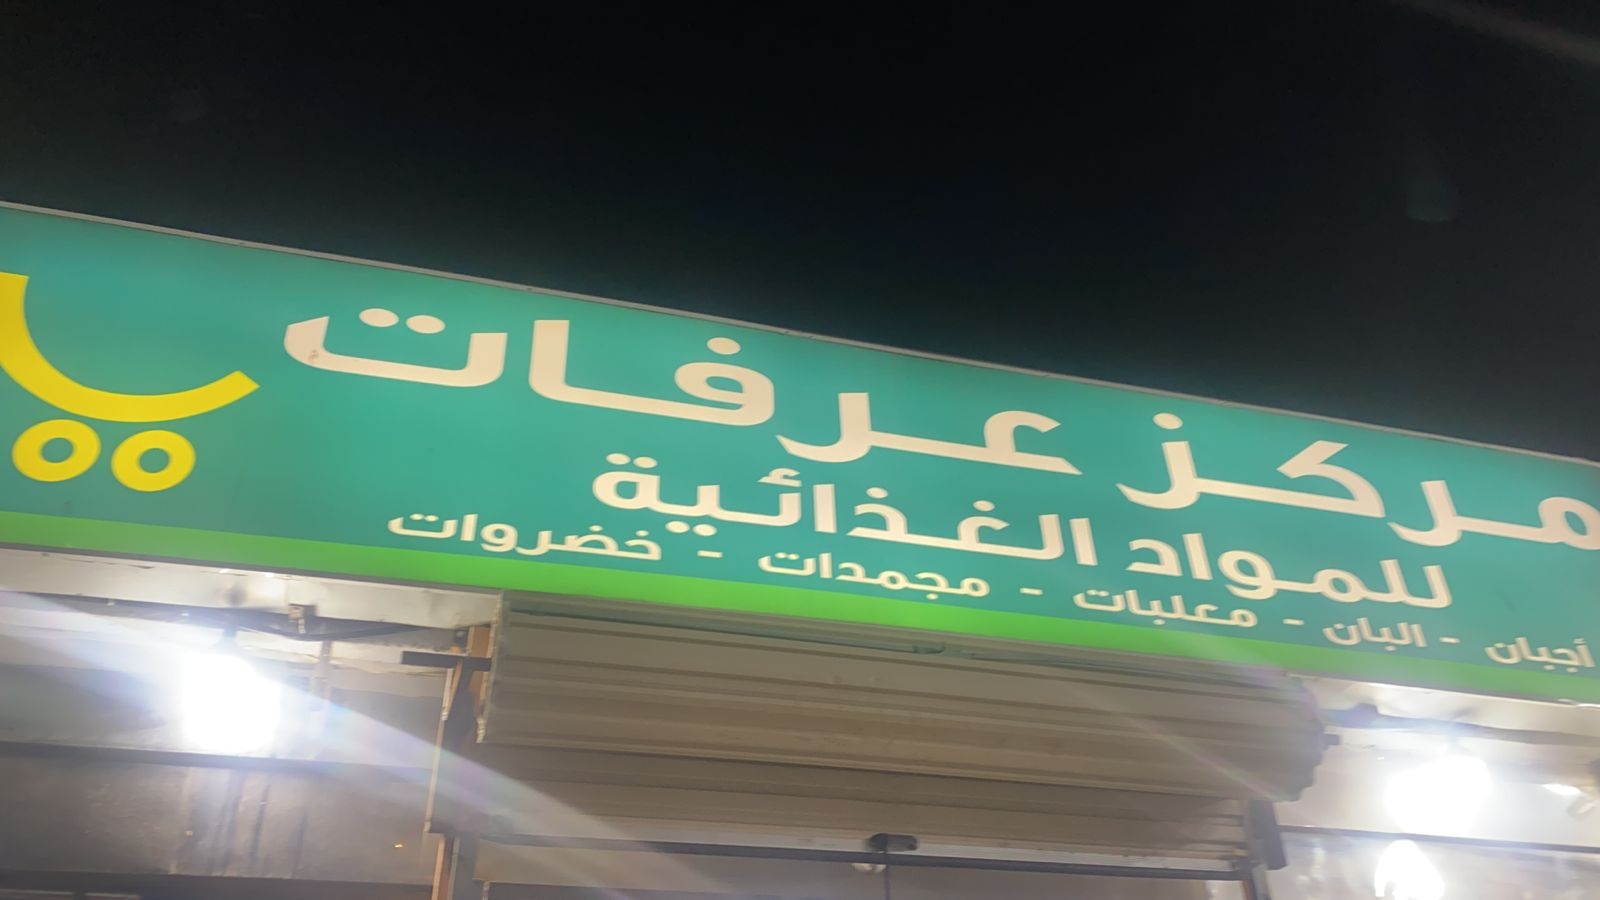 مركز عرفات
للمواد الغذائية
أجبان - البان - معلبات - مجمدات - خضروات